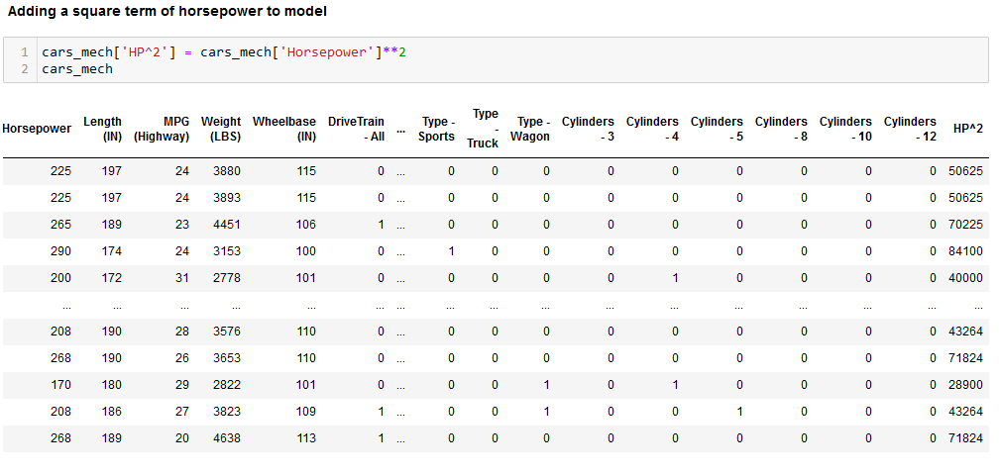 Adding a square term of horsepower to model
1 cars_mech['HP^2'] = cars_mech['Horsepower']**2
2 cars_mech
Horsepower Length (IN) MPG (Highway) Weight (LBS) Wheelbase (IN) DriveTrain - All ... Type - Sports Type - Truck Type - Wagon Cylinders - 3 Cylinders - 4 Cylinders - 5 Cylinders - 8 Cylinders - 10 Cylinders - 12 HP^2
225 197 24 3880 115 0 ... 0 0 0 0 0 0 0 0 0 50625
225 197 24 3893 115 0 ... 0 0 0 0 0 0 0 0 0 50625
265 189 23 4451 106 1 ... 0 0 0 0 0 0 0 0 0 70225
290 174 24 3153 100 0 ... 1 0 0 0 0 0 0 0 0 84100
200 172 31 2778 101 0 ... 0 0 0 0 1 0 0 0 0 40000
... ... ... ... ... ... ... ... ... ... ... ... ... ... ... ... ...
208 190 28 3576 110 0 ... 0 0 0 0 0 0 0 0 0 43264
268 190 26 3653 110 0 ... 0 0 0 0 0 0 0 0 0 71824
170 180 29 2822 101 0 ... 0 0 1 0 1 0 0 0 0 28900
208 186 27 3823 109 1 ... 0 0 1 0 0 1 0 0 0 43264
268 189 20 4638 113 1 ... 0 0 0 0 0 0 0 0 0 71824